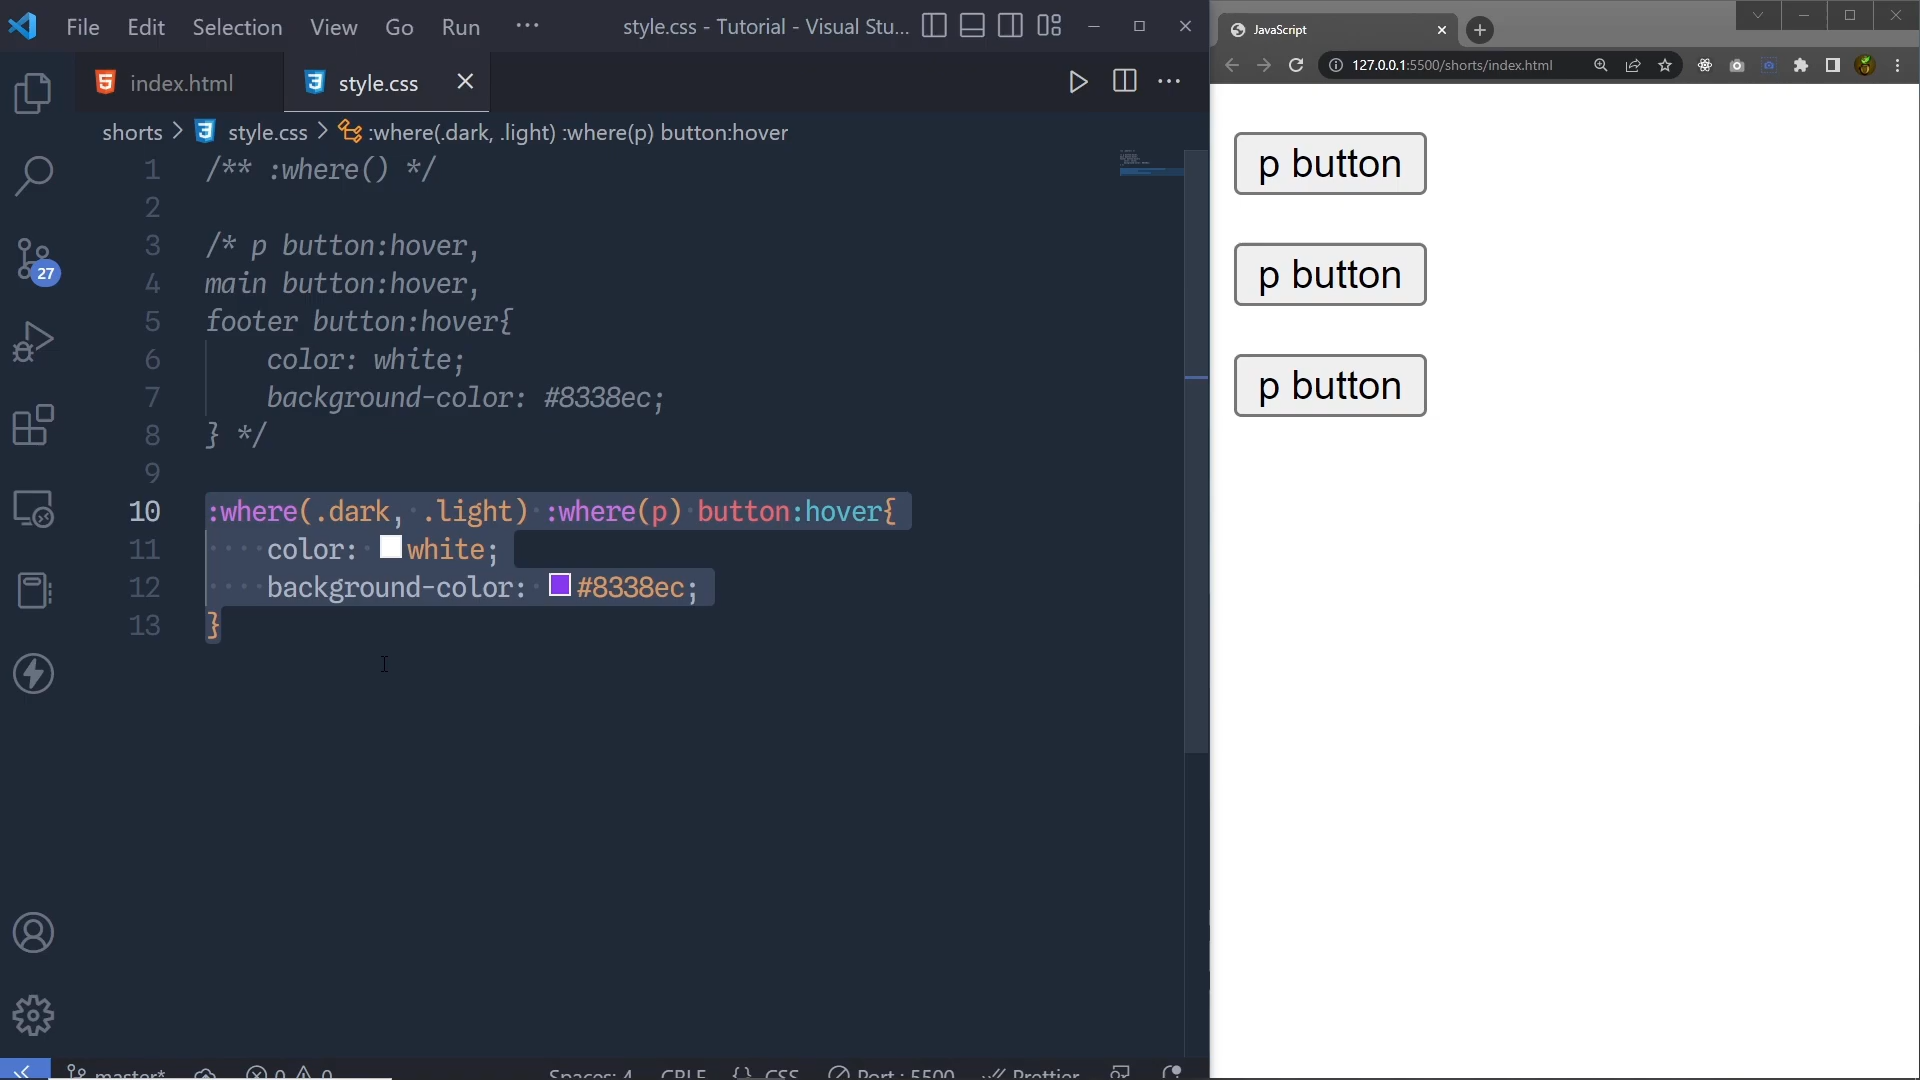 File Edit Selection View Go Run ··· style.css - Tutorial - Visual Stu...
index.html style.css
shorts > style.css > :where(.dark, .light) :where(p) button:hover
1 /** :where() */
2
3 /* p button:hover,
4 main button:hover,
5 footer button:hover{
6 color: white;
7 background-color: #8338ec;
8 } */
9
10 :where(.dark, .light) :where(p) button:hover{
11 color: white;
12 background-color: #8338ec;
13 }
27
master* 0 0 Spaces: 4 CRLF {} CSS Port : 5500 Prettier
JavaScript
127.0.0.1:5500/shorts/index.html
p button
p button
p button